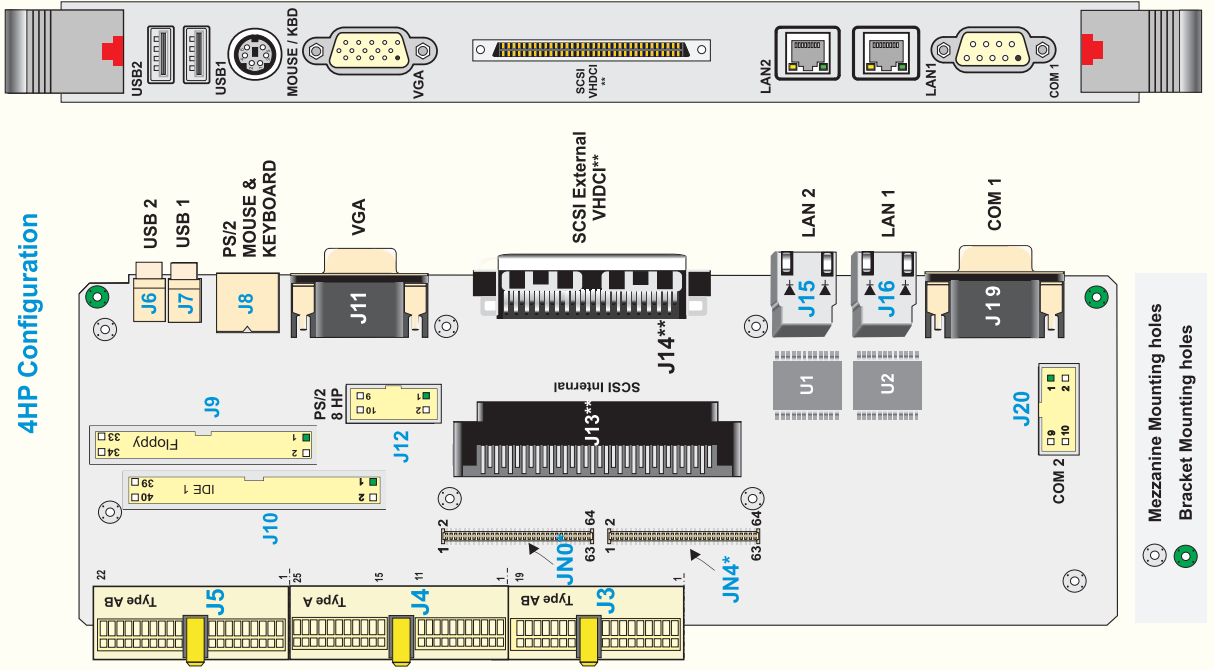 USB2
USB1
MOUSE / KBD
VGA
SCSI
VHDCI
**
LAN2
LAN1
COM 1
4HP Configuration
USB 2
USB 1
PS/2
MOUSE &
KEYBOARD
VGA
SCSI External
VHDCI**
LAN 2
LAN 1
COM 1
J6
J7
J8
J11
J14**
J15
J16
J19
U1
U2
J9
33
34
Floppy
1
2
PS/2
8 HP
9
10
1
2
J12
SCSI Internal
J13**
J20
1
2
9
10
COM 2
39
40
IDE 1
1
2
J10
1
2
63
64
JN0*
1
2
63
64
JN4*
22
1
25
15
11
1
19
1
Type AB
J5
Type A
J4
Type AB
J3
Mezzanine Mounting holes
Bracket Mounting holes